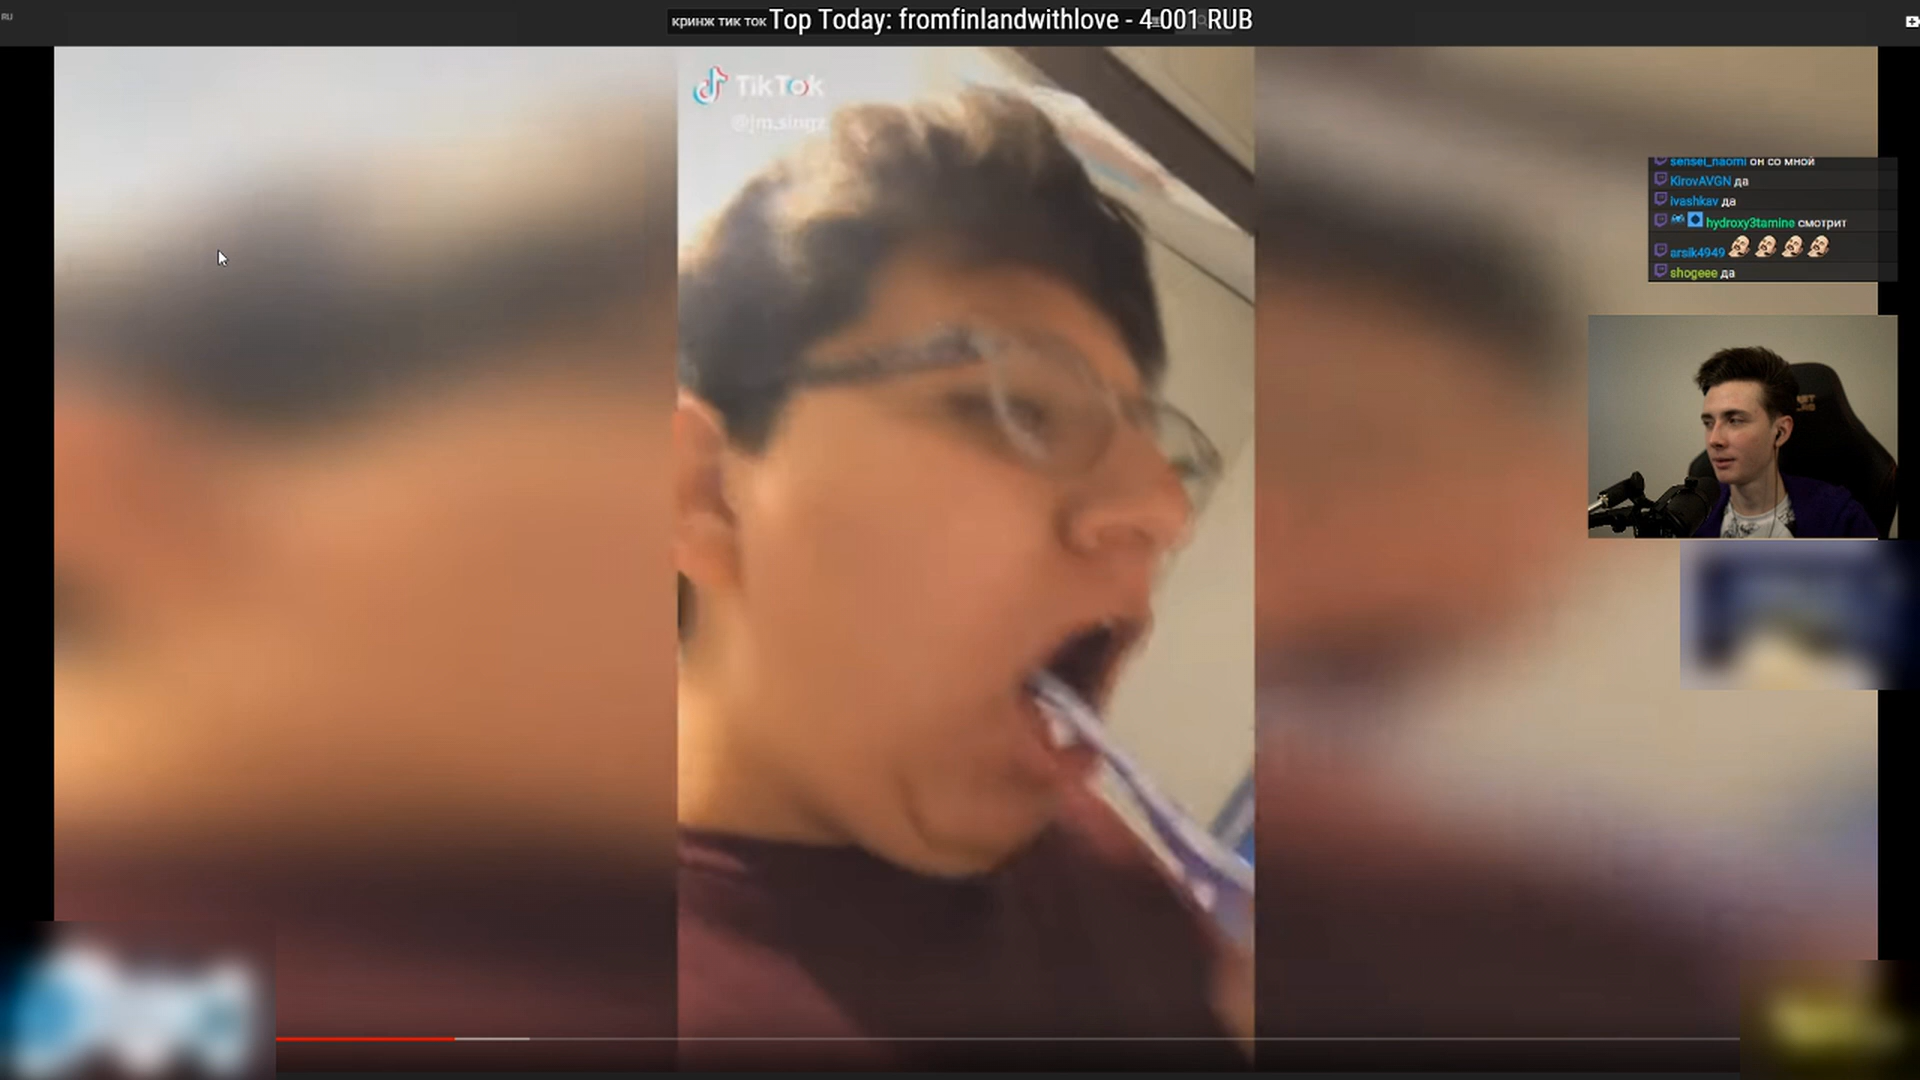 RU
кринж тик ток
Top Today: fromfinlandwithlove - 4 001 RUB
TikTok
@jm.singz
sensei_naomi он со мной
KirovAVGN да
ivashkav да
hydroxy3tamine смотрит
arsik4949
shogeee да